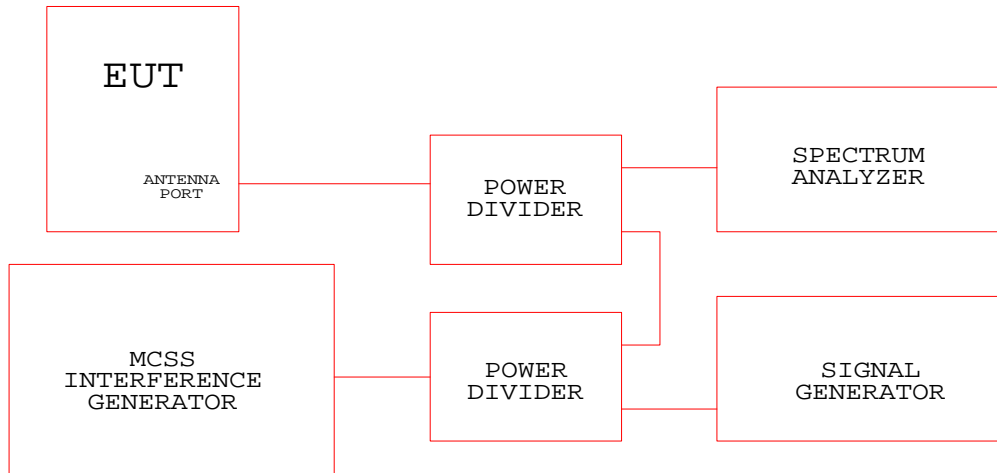 EUT
ANTENNA
PORT
POWER
DIVIDER
SPECTRUM
ANALYZER
MCSS
INTERFERENCE
GENERATOR
POWER
DIVIDER
SIGNAL
GENERATOR